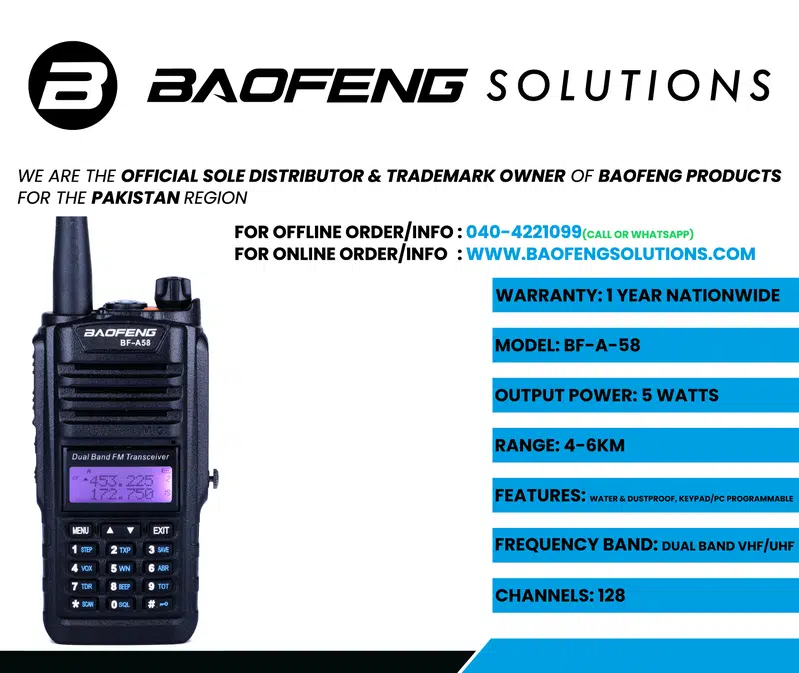 B BAOFENG SOLUTIONS
WE ARE THE OFFICIAL SOLE DISTRIBUTOR & TRADEMARK OWNER OF BAOFENG PRODUCTS
FOR THE PAKISTAN REGION
FOR OFFLINE ORDER/INFO : 040-4221099(CALL OR WHATSAPP)
FOR ONLINE ORDER/INFO : WWW.BAOFENGSOLUTIONS.COM
WARRANTY: 1 YEAR NATIONWIDE
MODEL: BF-A-58
OUTPUT POWER: 5 WATTS
RANGE: 4-6KM
FEATURES: WATER & DUSTPROOF, KEYPAD/PC PROGRAMMABLE
FREQUENCY BAND: DUAL BAND VHF/UHF
CHANNELS: 128
BAOFENG
BF-A58
MIC
Dual Band FM Transceiver
453.225
172.750
MENU ▲ ▼ EXIT
1 STEP 2 TXP 3 SAVE
4 VOX 5 WN 6 ABR
7 TDR 8 BEEP 9 TOT
* SCAN 0 SQL #